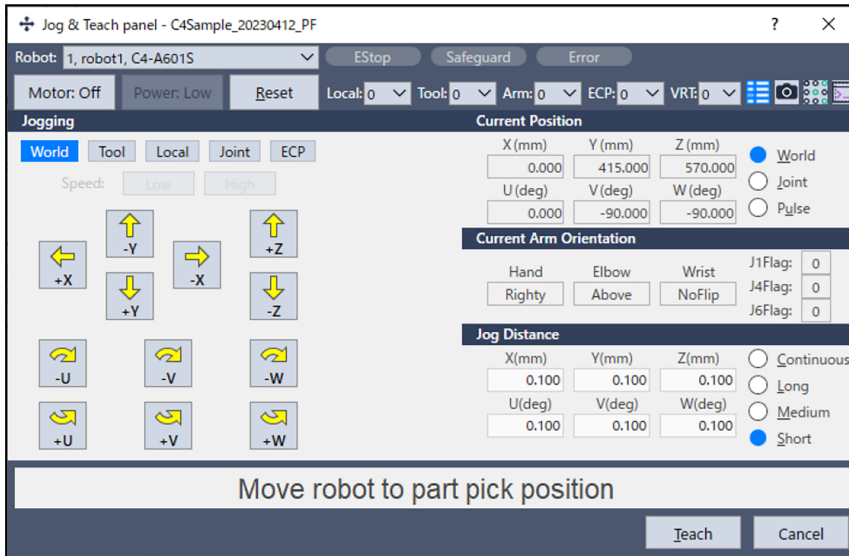 Jog & Teach panel - C4Sample_20230412_PF
Robot: 1, robot1, C4-A601S EStop Safeguard Error
Motor: Off Power: Low Reset Local: 0 Tool: 0 Arm: 0 ECP: 0 VRT: 0
Jogging
World Tool Local Joint ECP
Speed: Low High
-Y +Z
+X -X
+Y -Z
-U -V -W
+U +V +W
Current Position
X (mm) Y (mm) Z (mm)
0.000 415.000 570.000
U (deg) V (deg) W (deg)
0.000 -90.000 -90.000
World
Joint
Pulse
Current Arm Orientation
Hand Elbow Wrist
Righty Above NoFlip
J1Flag: 0
J4Flag: 0
J6Flag: 0
Jog Distance
X(mm) Y(mm) Z(mm)
0.100 0.100 0.100
U(deg) V(deg) W(deg)
0.100 0.100 0.100
Continuous
Long
Medium
Short
Move robot to part pick position
Teach Cancel